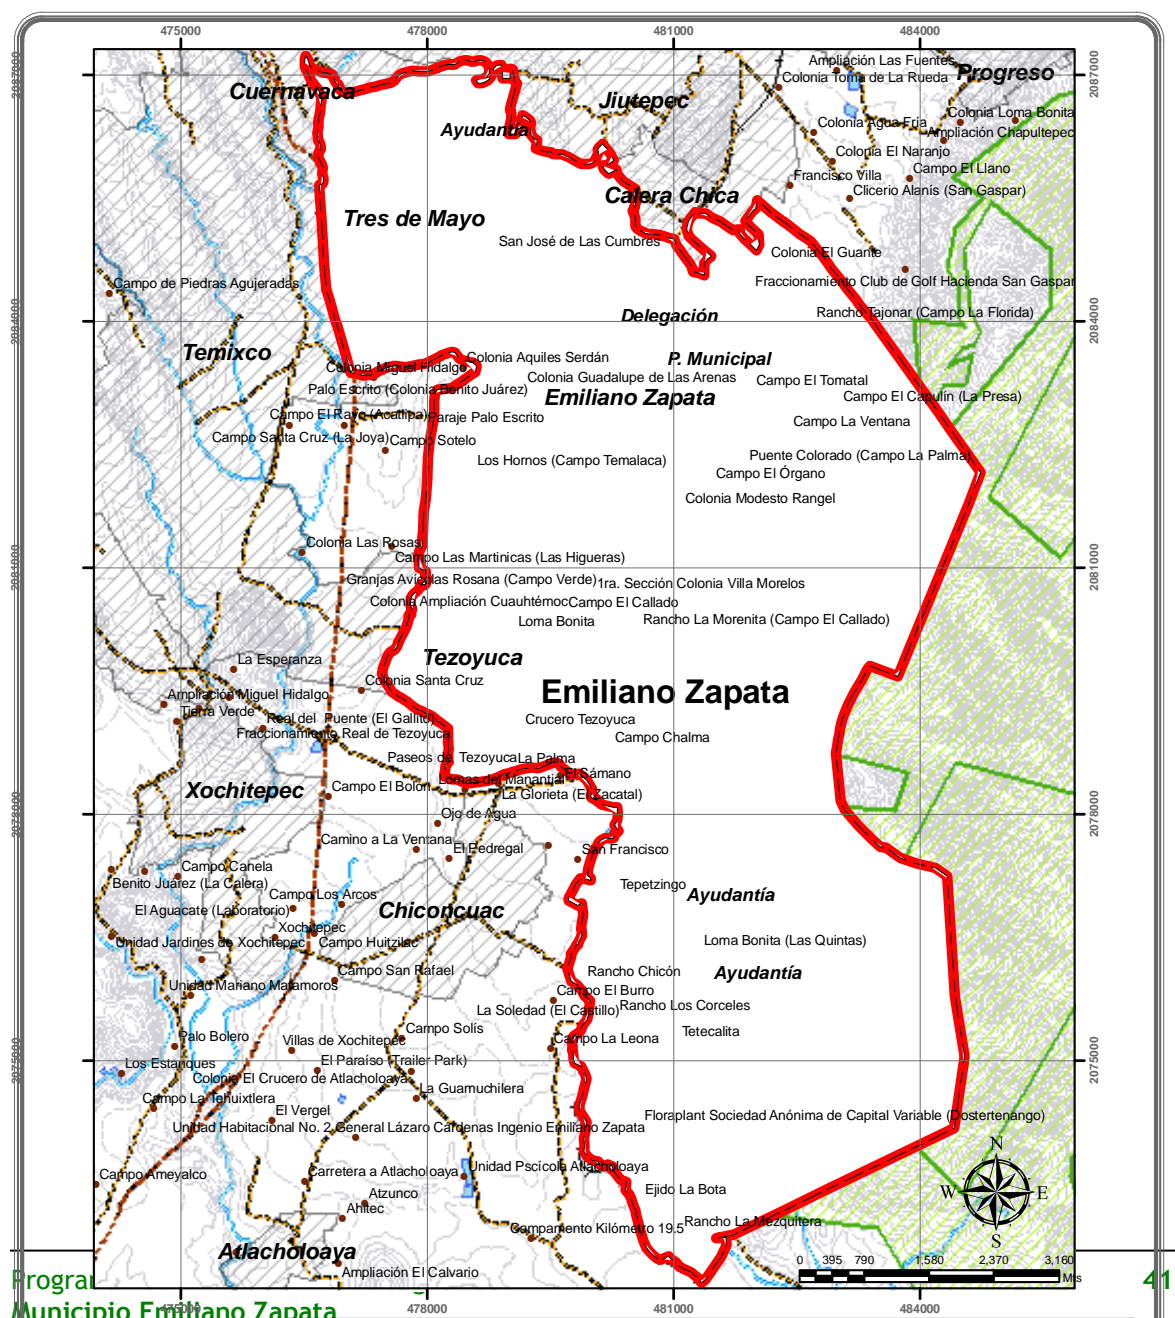 475000 478000 481000 484000
2087000 2087000
Ampliación Las Fuentes
Progreso
Colonia Toma de La Rueda
Cuernavaca
Jiutepec
Colonia Loma Bonita
Colonia Agua Fría
Ayudantía
Ampliación Chapultepec
Colonia El Naranjo
Campo El Llano
Francisco Villa
Clicerio Alanís (San Gaspar)
Calera Chica
Tres de Mayo
San José de Las Cumbres
Colonia El Guante
Campo de Piedras Agujeradas
Fraccionamiento Club de Golf Hacienda San Gaspar
Rancho Tajonar (Campo La Florida)
2084000 2084000
Delegación
Temixco
Colonia Aquiles Serdán
P. Municipal
Colonia Miguel Hidalgo
Colonia Guadalupe de Las Arenas
Campo El Tomatal
Palo Escrito (Colonia Benito Juárez)
Emiliano Zapata
Campo El Capulín (La Presa)
Campo El Rayo (Acatlipa)
Paraje Palo Escrito
Campo La Ventana
Campo Santa Cruz (La Joya)
Campo Sotelo
Los Hornos (Campo Temalaca)
Puente Colorado (Campo La Palma)
Campo El Órgano
Colonia Modesto Rangel
Colonia Las Rosas
Campo Las Martinicas (Las Higueras)
2081000 2081000
Granjas Avícolas Rosana (Campo Verde)
1ra. Sección Colonia Villa Morelos
Colonia Ampliación Cuauhtémoc
Campo El Callado
Loma Bonita
Rancho La Morenita (Campo El Callado)
La Esperanza
Tezoyuca
Colonia Santa Cruz
Ampliación Miguel Hidalgo
Emiliano Zapata
Tierra Verde
Real del Puente (El Gallito)
Crucero Tezoyuca
Fraccionamiento Real de Tezoyuca
Campo Chalma
Paseos de Tezoyuca
La Palma
Lomas del Manantial
El Sámano
Xochitepec
Campo El Bolón
La Glorieta (El Zacatal)
2078000 2078000
Ojo de Agua
Camino a La Ventana
El Pedregal
San Francisco
Campo Canela
Benito Juárez (La Calera)
Tepetzingo
Campo Los Arcos
Ayudantía
El Aguacate (Laboratorio)
Chiconcuac
Xochitepec
Unidad Jardines de Xochitepec
Campo Huitzilac
Loma Bonita (Las Quintas)
Campo San Rafael
Rancho Chicón
Ayudantía
Unidad Mariano Matamoros
Campo El Burro
La Soledad (El Castillo)
Rancho Los Corceles
Palo Bolero
Villas de Xochitepec
Campo Solís
Campo La Leona
Tetecalita
Los Estanques
El Paraíso (Trailer Park)
2075000 2075000
Colonia El Crucero de Atlacholoaya
La Guamuchilera
Campo La Tehuixtlera
El Vergel
Floraplant Sociedad Anónima de Capital Variable (Dostertenango)
Unidad Habitacional No. 2 General Lázaro Cárdenas Ingenio Emiliano Zapata
Campo Ameyalco
Carretera a Atlacholoaya
Unidad Pscícola Atlacholoaya
N
Atzunco
Ejido La Bota
W E
Ahltec
Campamento Kilómetro 19.5
Rancho La Mezquitera
S
Atlacholoaya
Ampliación El Calvario
0 395 790 1,580 2,370 3,160
Mts
Progra
41
Municipio Emiliano Zapata
475000 478000 481000 484000